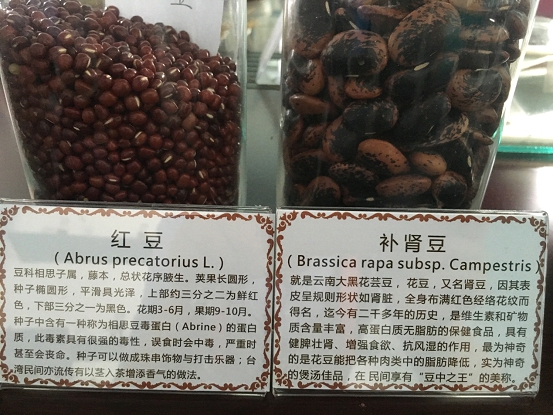 红 豆
（Abrus precatorius L.）
豆科相思子属，藤本，总状花序腋生。荚果长圆形，
种子椭圆形，平滑具光泽，上部约三分之二为鲜红
色，下部三分之一为黑色。花期3-6月，果期9-10月。
种子中含有一种称为相思豆毒蛋白（Abrine）的蛋白
质，此毒素具有很强的毒性，误食时会中毒，严重时
甚至会丧命。种子可以做成珠串饰物与打击乐器；台
湾民间亦流传有以茎入茶增添香气的做法。
补肾豆
（Brassica rapa subsp. Campestris）
就是云南大黑花芸豆，花豆，又名肾豆，因其表
皮呈规则形状如肾脏，全身布满红色经络花纹而
得名，迄今有二千多年的历史，是维生素和矿物
质含量丰富，高蛋白质无脂肪的保健食品，具有
健脾壮肾、增强食欲、抗风湿的作用，最为神奇
的是花豆能把各种肉类中的脂肪降低，实为神奇
的煲汤佳品，在 民间享有“豆中之王”的美称。